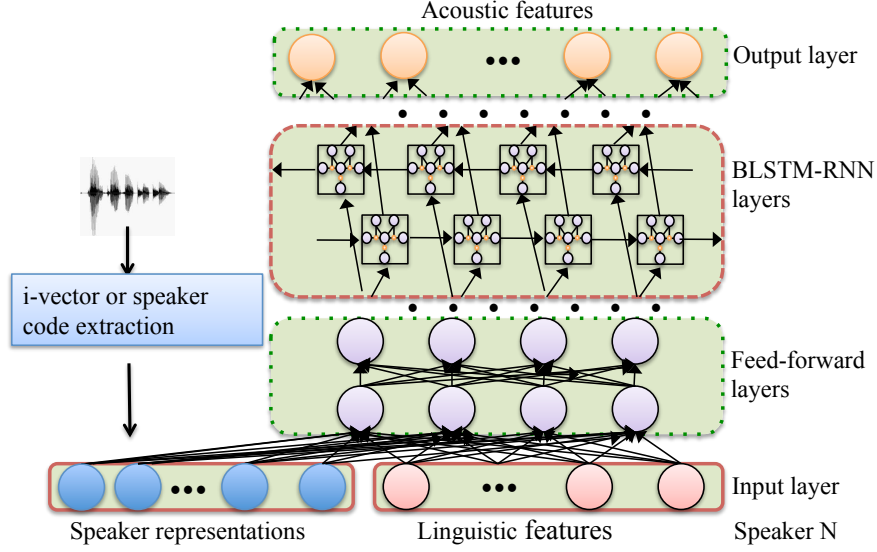 Acoustic features
Output layer
BLSTM-RNN
layers
i-vector or speaker
code extraction
Feed-forward
layers
Input layer
Speaker representations
Linguistic features
Speaker N